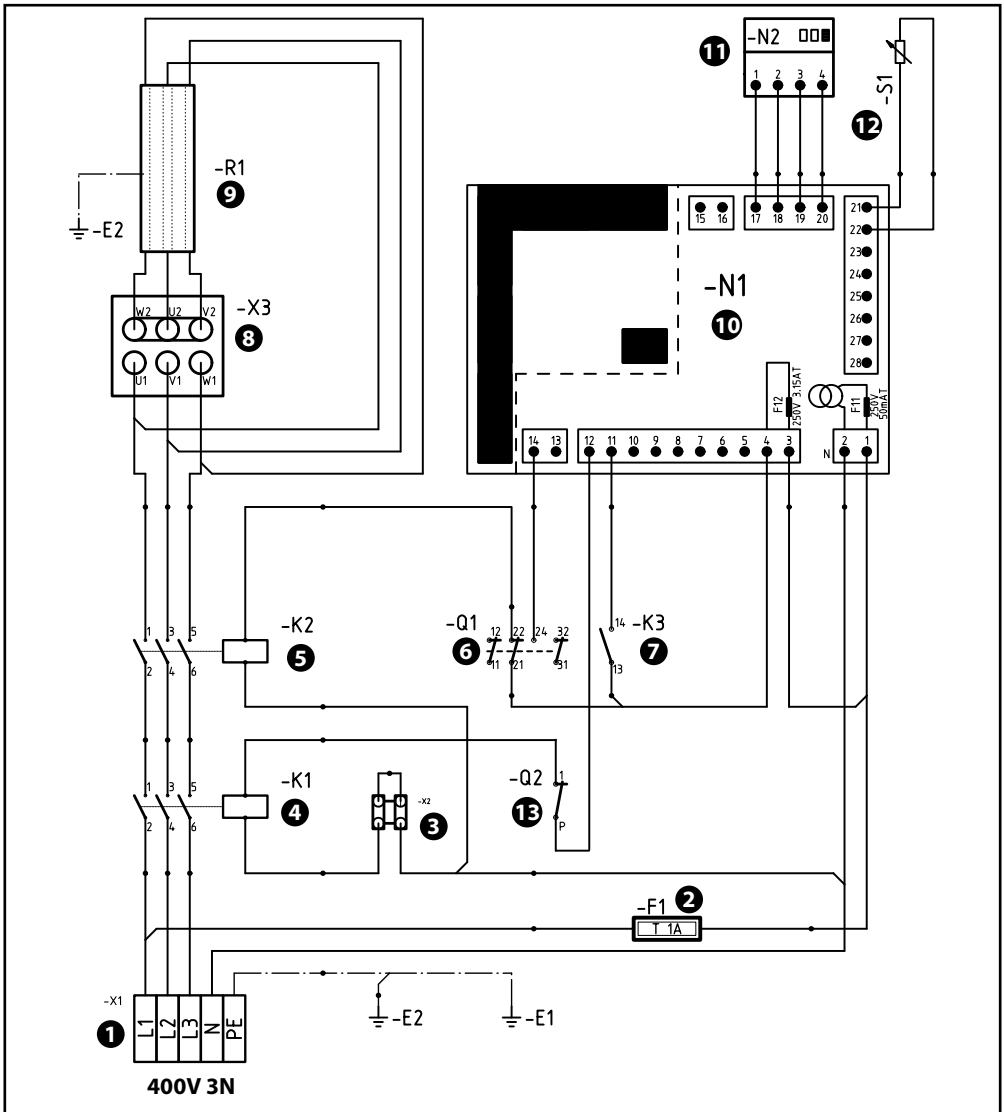 -N2
11
1 2 3 4
-S1
12
-R1
9
-E2
15 16
17 18 19 20
21
22
23
24
25
26
27
28
-N1
10
W2 U2 V2
-X3
8
U1 V1 W1
F12
250V 3.15AT
F11
250V
50mAT
14 13
12 11 10 9 8 7 6 5 4 3
N 2 1
1 3 5
-K2
5
2 4 6
-Q1
6
12 22 24 32
11 21 31
14
-K3
7
13
1 3 5
-K1
4
2 4 6
-X2
3
-Q2
13
1
P
-F1
2
T 1A
-X1
1
L1
L2
L3
N
PE
-E2
-E1
400V 3N